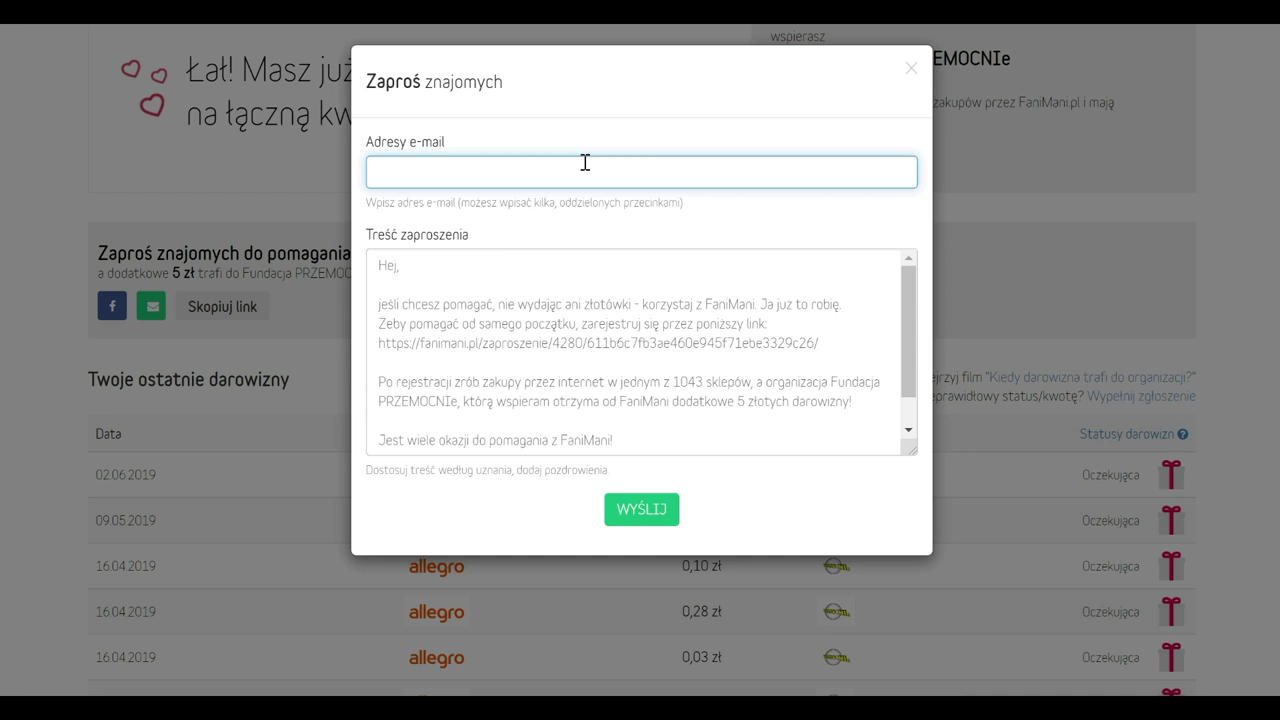 wspierasz
Łał! Masz już
EMOCNIe
na łączną kw
zakupów przez FaniMani.pl i mają
Zaproś znajomych
Adresy e-mail
Wpisz adres e-mail (możesz wpisać kilka, oddzielonych przecinkami)
Treść zaproszenia
Hej,
jeśli chcesz pomagać, nie wydając ani złotówki - korzystaj z FaniMani. Ja już to robię.
Żeby pomagać od samego początku, zarejestruj się przez poniższy link:
https://fanimani.pl/zaproszenie/4280/611b6c7fb3ae460e945f71ebe3329c26/
Po rejestracji zrób zakupy przez internet w jednym z 1043 sklepów, a organizacja Fundacja
PRZEMOCNIe, którą wspieram otrzyma od FaniMani dodatkowe 5 złotych darowizny!
Jest wiele okazji do pomagania z FaniMani!
Dostosuj treść według uznania, dodaj pozdrowienia.
WYŚLIJ
Zaproś znajomych do pomagania
a dodatkowe 5 zł trafi do Fundacja PRZEMOC
f
Skopiuj link
Twoje ostatnie darowizny
ejrzyj film "Kiedy darowizna trafi do organizacji?"
eprawidłowy status/kwotę? Wypełnij zgłoszenie
Data
Statusy darowizn ?
02.06.2019
Oczekująca
09.05.2019
Oczekująca
16.04.2019 allegro 0,10 zł Oczekująca
16.04.2019 allegro 0,28 zł Oczekująca
16.04.2019 allegro 0,03 zł Oczekująca